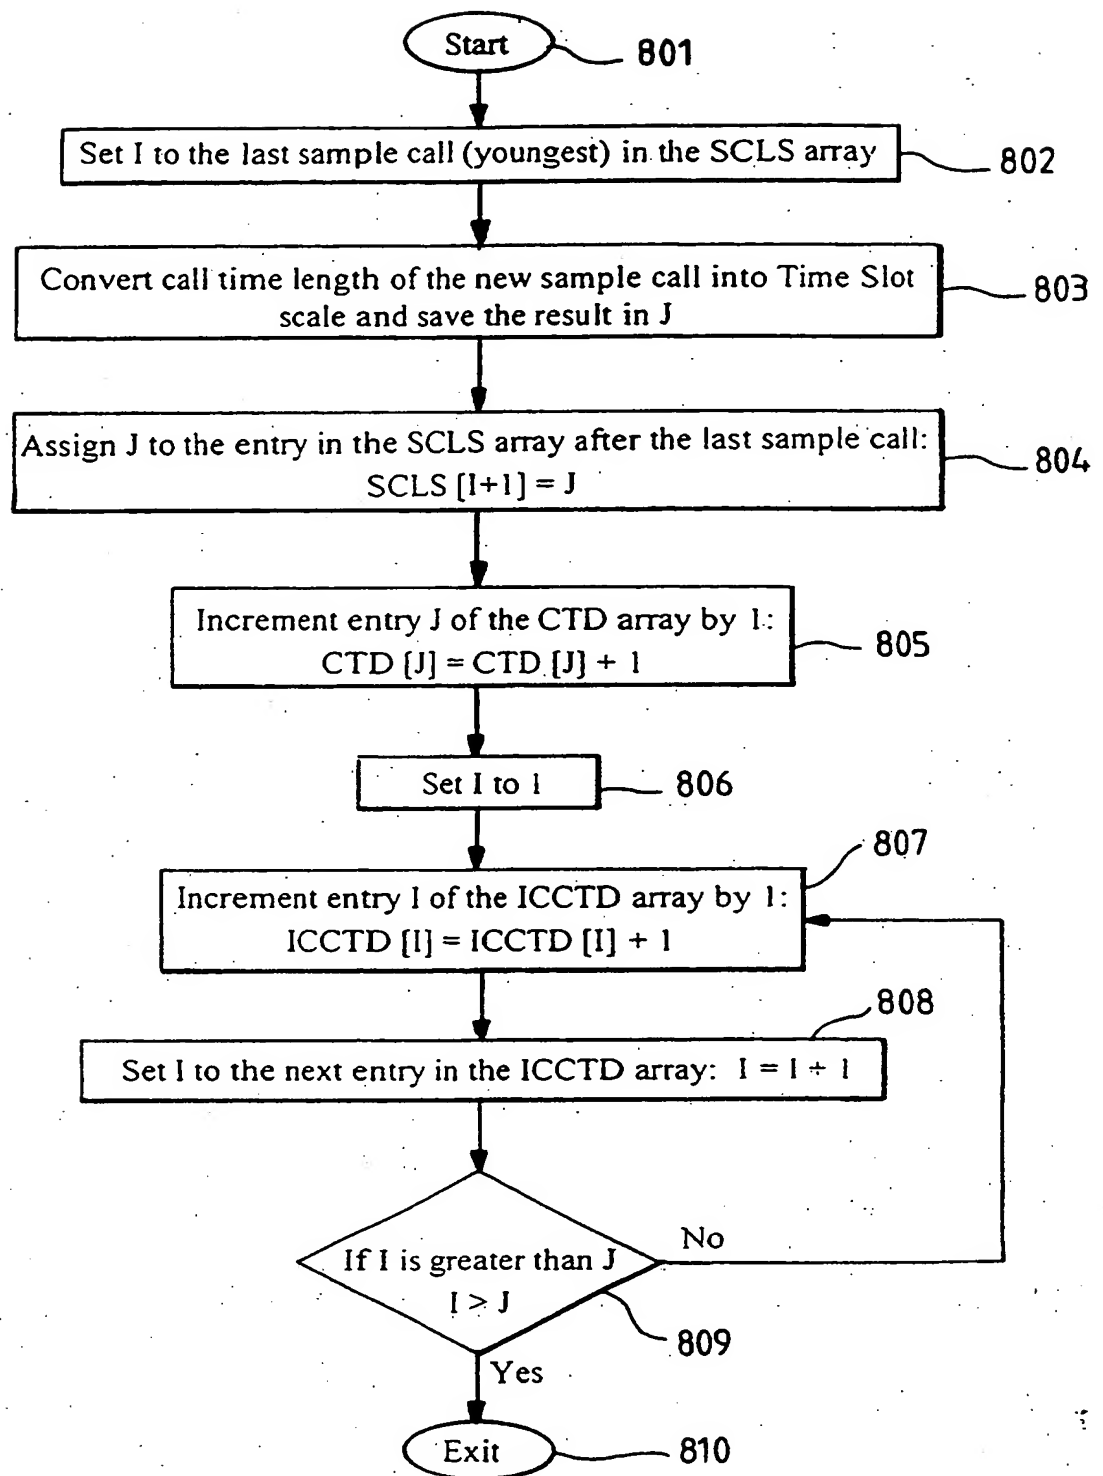 Start
801
Set I to the last sample call (youngest) in the SCLS array
802
Convert call time length of the new sample call into Time Slot
scale and save the result in J
803
Assign J to the entry in the SCLS array after the last sample call:
SCLS [I+1] = J
804
Increment entry J of the CTD array by 1:
CTD [J] = CTD [J] + 1
805
Set I to 1
806
807
Increment entry I of the ICCTD array by 1:
ICCTD [I] = ICCTD [I] + 1
808
Set I to the next entry in the ICCTD array: I = I + 1
If I is greater than J
I > J
No
809
Yes
Exit
810